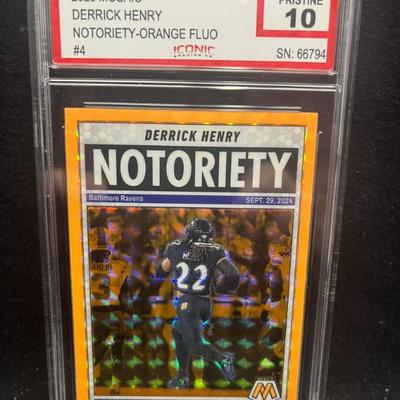 DERRICK HENRY
NOTORIETY-ORANGE FLUO
#4
PRISTINE
10
ICONIC
SN: 66794
DERRICK HENRY
NOTORIETY
Baltimore Ravens
SEPT. 29, 2024
22